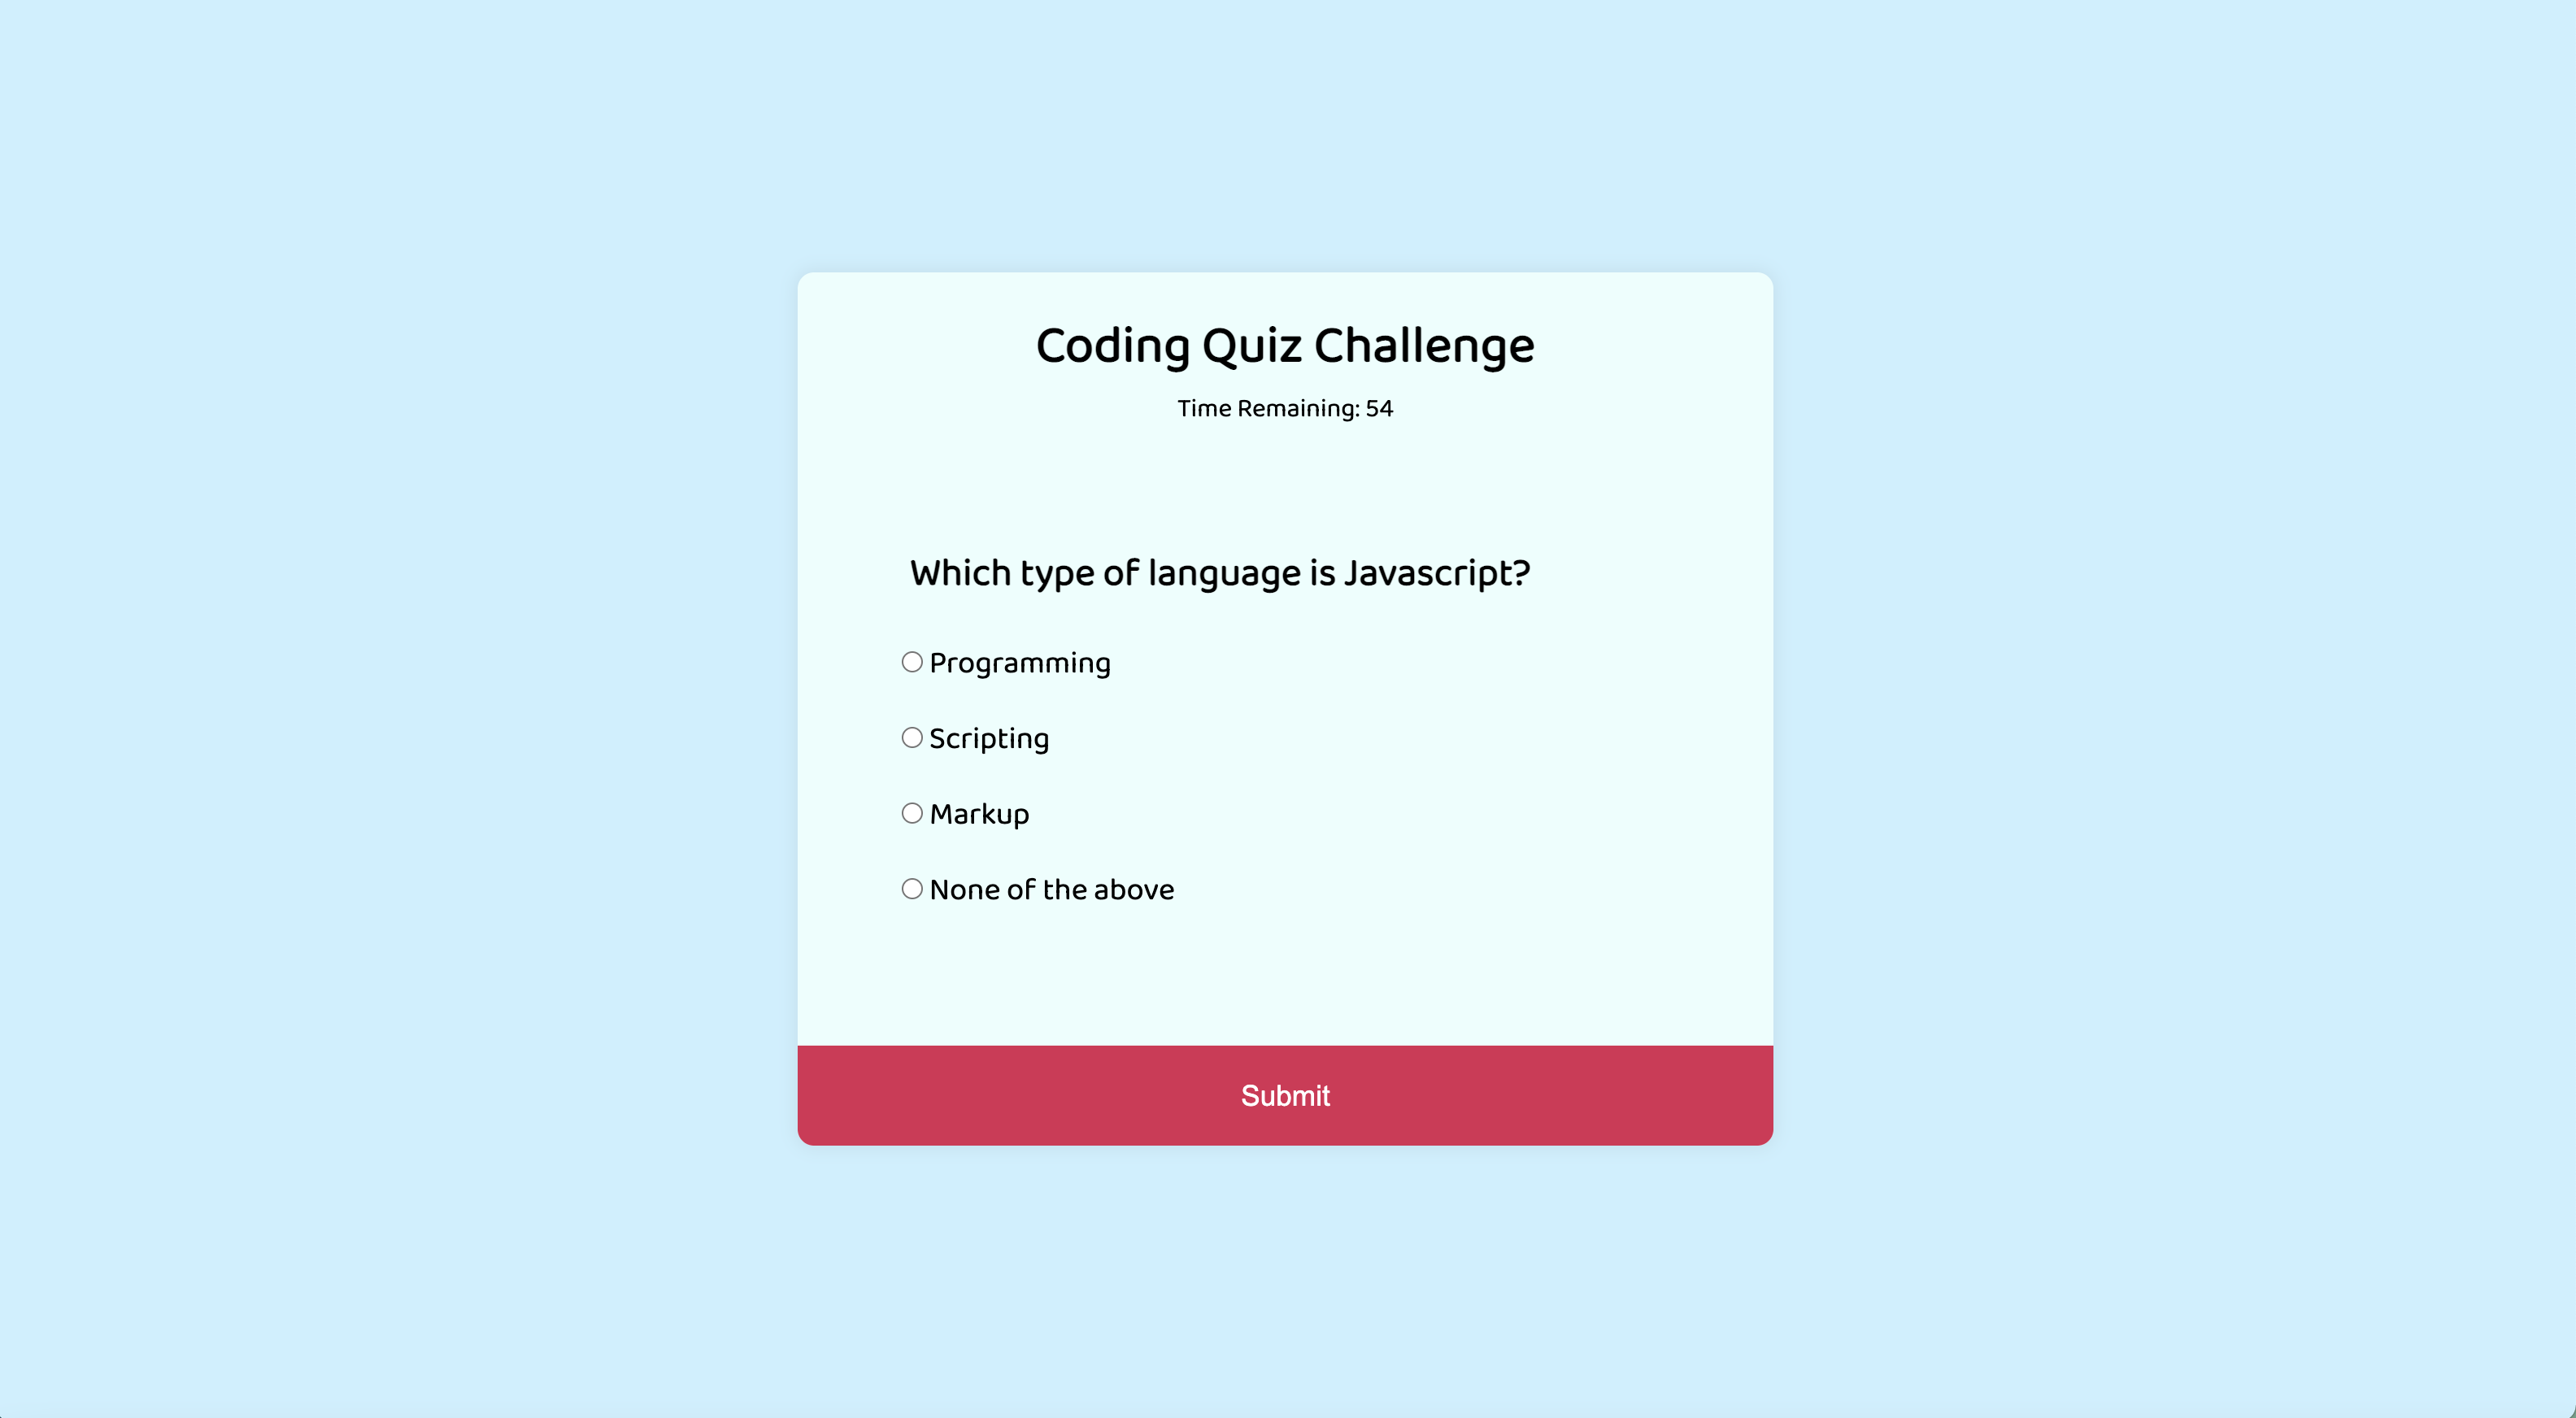 Coding Quiz Challenge
Time Remaining: 54
Which type of language is Javascript?
Programming
Scripting
Markup
None of the above
Submit